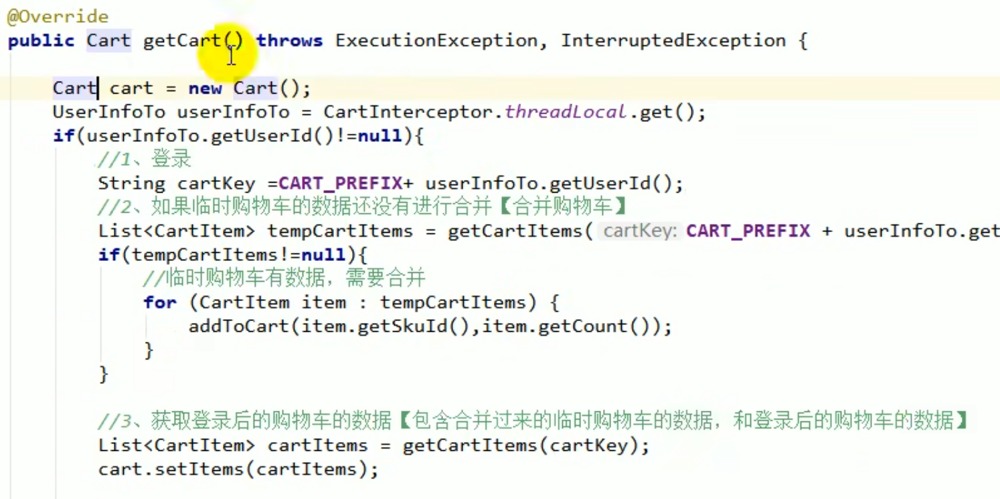 @Override
public Cart getCart() throws ExecutionException, InterruptedException {
Cart cart = new Cart();
UserInfoTo userInfoTo = CartInterceptor.threadLocal.get();
if(userInfoTo.getUserId()!=null){
//1、登录
String cartKey =CART_PREFIX+ userInfoTo.getUserId();
//2、如果临时购物车的数据还没有进行合并【合并购物车】
List<CartItem> tempCartItems = getCartItems( cartKey: CART_PREFIX + userInfoTo.get
if(tempCartItems!=null){
//临时购物车有数据，需要合并
for (CartItem item : tempCartItems) {
addToCart(item.getSkuId(),item.getCount());
}
}
//3、获取登录后的购物车的数据【包含合并过来的临时购物车的数据，和登录后的购物车的数据】
List<CartItem> cartItems = getCartItems(cartKey);
cart.setItems(cartItems);